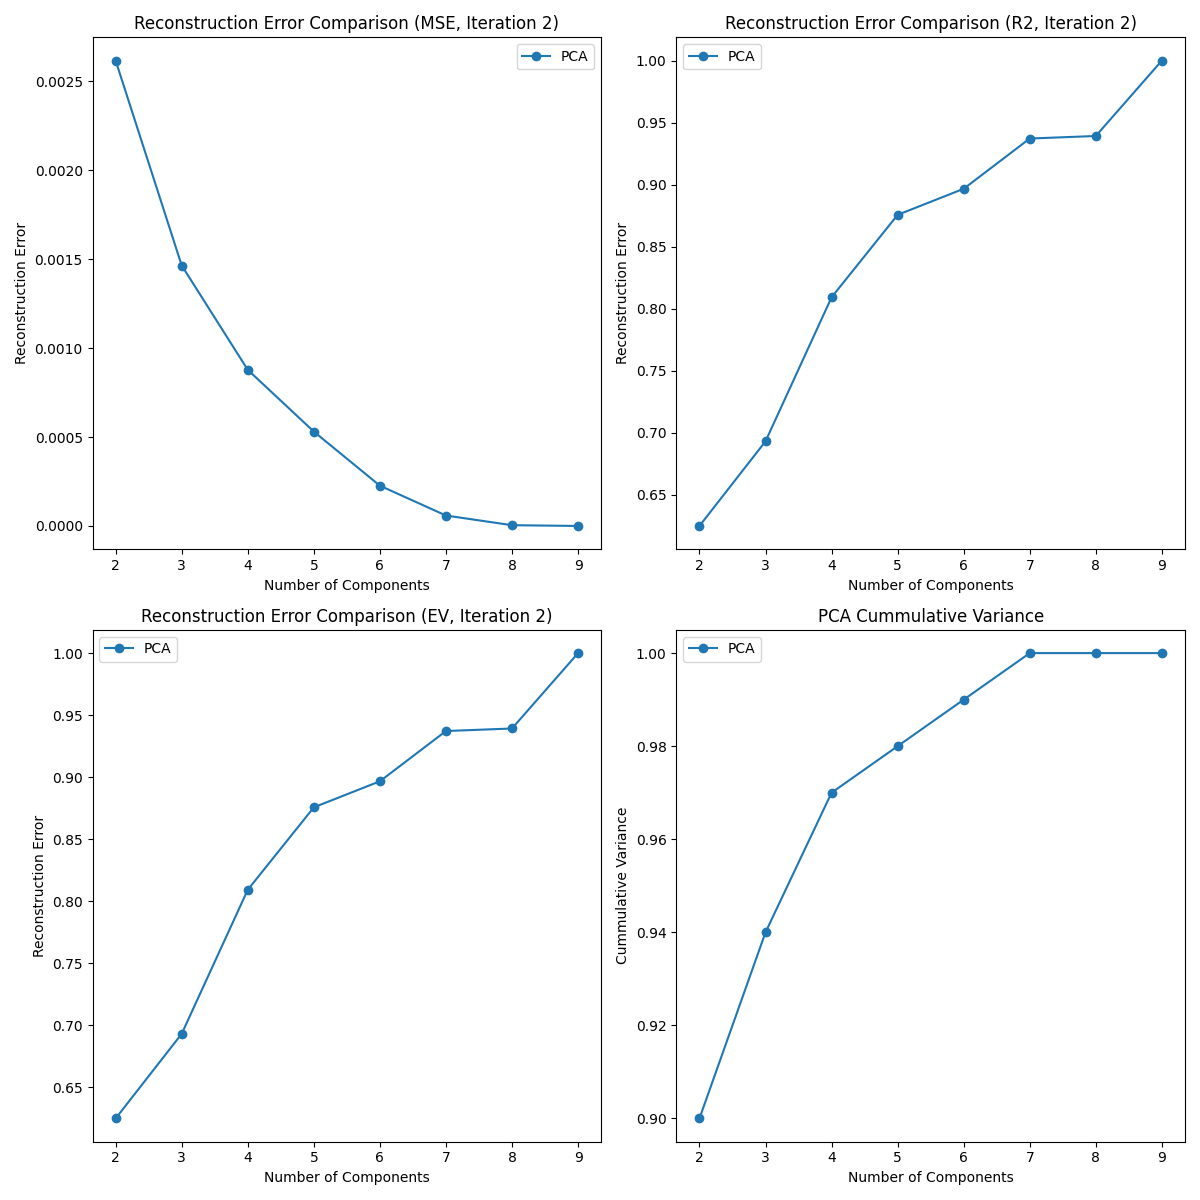 Reconstruction Error Comparison (MSE, Iteration 2)
PCA
0.0025
0.0020
0.0015
0.0010
0.0005
0.0000
Reconstruction Error
2 3 4 5 6 7 8 9
Number of Components
Reconstruction Error Comparison (R2, Iteration 2)
PCA
1.00
0.95
0.90
0.85
0.80
0.75
0.70
0.65
Reconstruction Error
2 3 4 5 6 7 8 9
Number of Components
Reconstruction Error Comparison (EV, Iteration 2)
PCA
1.00
0.95
0.90
0.85
0.80
0.75
0.70
0.65
Reconstruction Error
2 3 4 5 6 7 8 9
Number of Components
PCA Cummulative Variance
PCA
1.00
0.98
0.96
0.94
0.92
0.90
Cummulative Variance
2 3 4 5 6 7 8 9
Number of Components